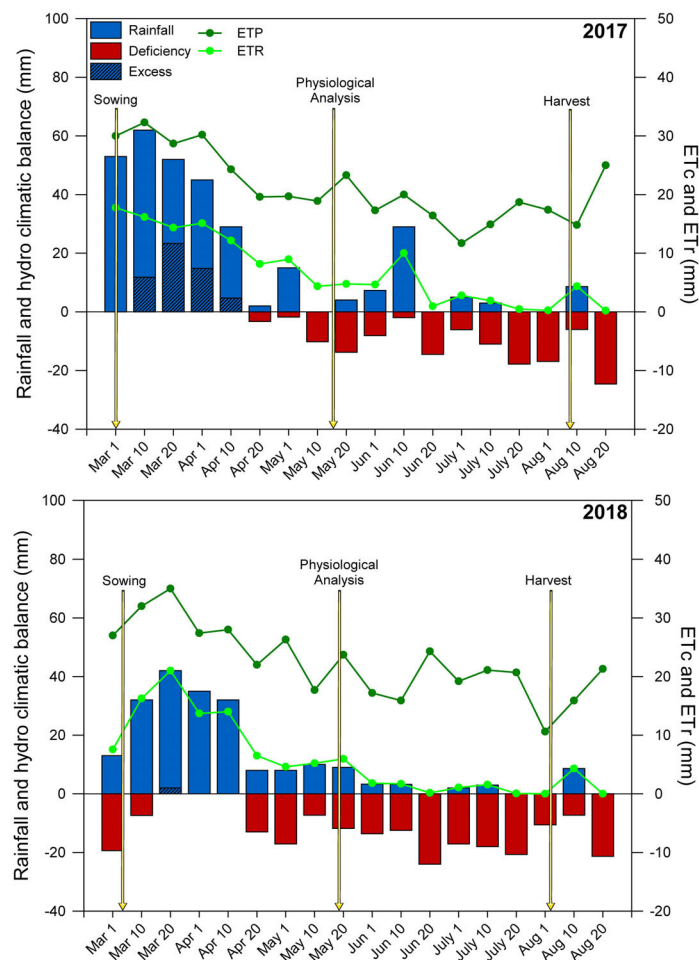 Rainfall
Deficiency
Excess
ETP
ETR
2017
Sowing
Physiological
Analysis
Harvest
Rainfall and hydro climatic balance (mm)
100
80
60
40
20
0
-20
-40
ETc and ETr (mm)
50
40
30
20
10
0
-10
-20
Mar 1
Mar 10
Mar 20
Apr 1
Apr 10
Apr 20
May 1
May 10
May 20
Jun 1
Jun 10
Jun 20
July 1
July 10
July 20
Aug 1
Aug 10
Aug 20
2018
Sowing
Physiological
Analysis
Harvest
Rainfall and hydro climatic balance (mm)
100
80
60
40
20
0
-20
-40
ETc and ETr (mm)
50
40
30
20
10
0
-10
-20
Mar 1
Mar 10
Mar 20
Apr 1
Apr 10
Apr 20
May 1
May 10
May 20
Jun 1
Jun 10
Jun 20
July 1
July 10
July 20
Aug 1
Aug 10
Aug 20